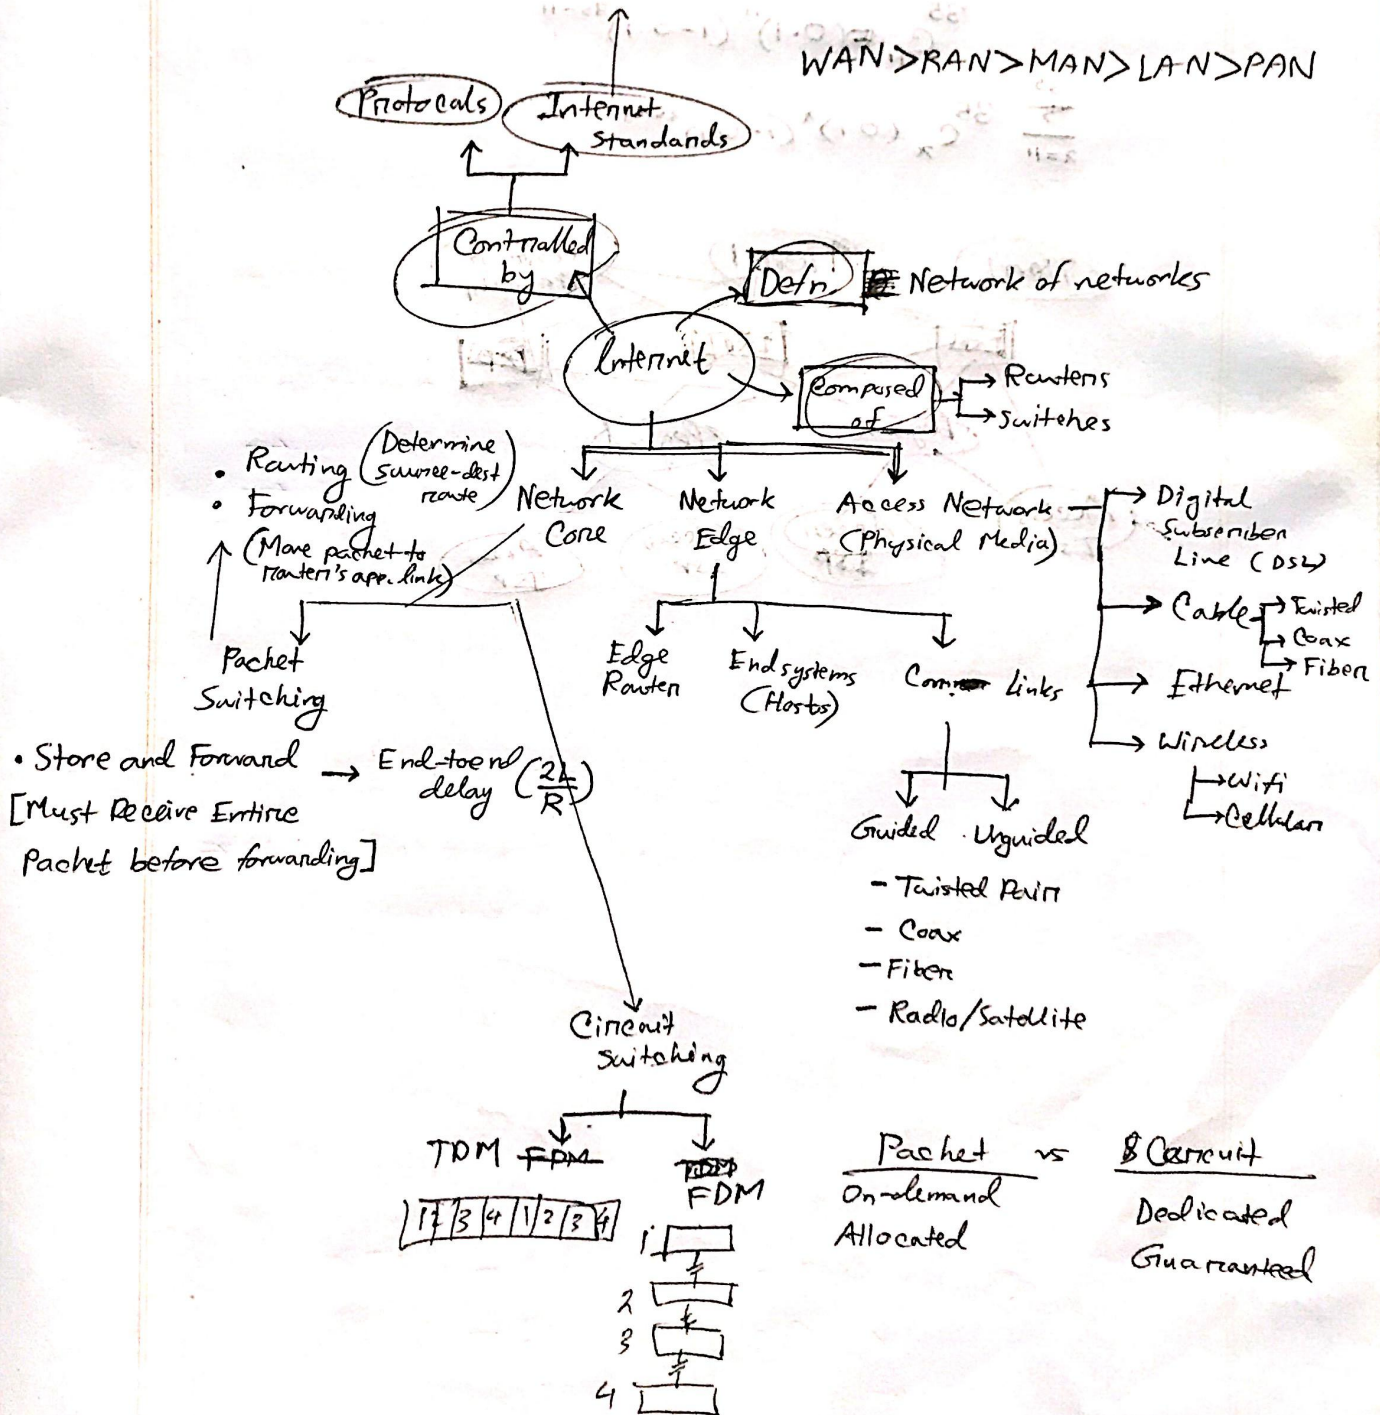 WAN>RAN>MAN>LAN>PAN
Protocals
Internet
Standards
Controlled
by
Defn
Network of networks
Internet
Composed
of
Routers
Switches
• Routing (Determine
source-dest
route)
• Forwarding
(Move packet to
router's app. link)
Network
Core
Network
Edge
Access Network
(Physical Media)
Digital
Subscriber
Line (DSL)
Cable
Twisted
Coax
Fiber
Ethernet
Wireless
Wifi
Cellular
Packet
Switching
Edge
Router
End systems
(Hosts)
Com Links
• Store and Forward → End-to end
delay (2L/R)
[Must Receive Entire
Packet before forwarding]
Guided
Unguided
- Twisted Pair
- Coax
- Fiber
- Radio/Satellite
Circuit
Switching
TDM FDM
TDM
FDM
1 2 3 4 1 2 3 4
1
2
3
4
Packet vs Circuit
On-demand
Allocated
Dedicated
Guaranteed